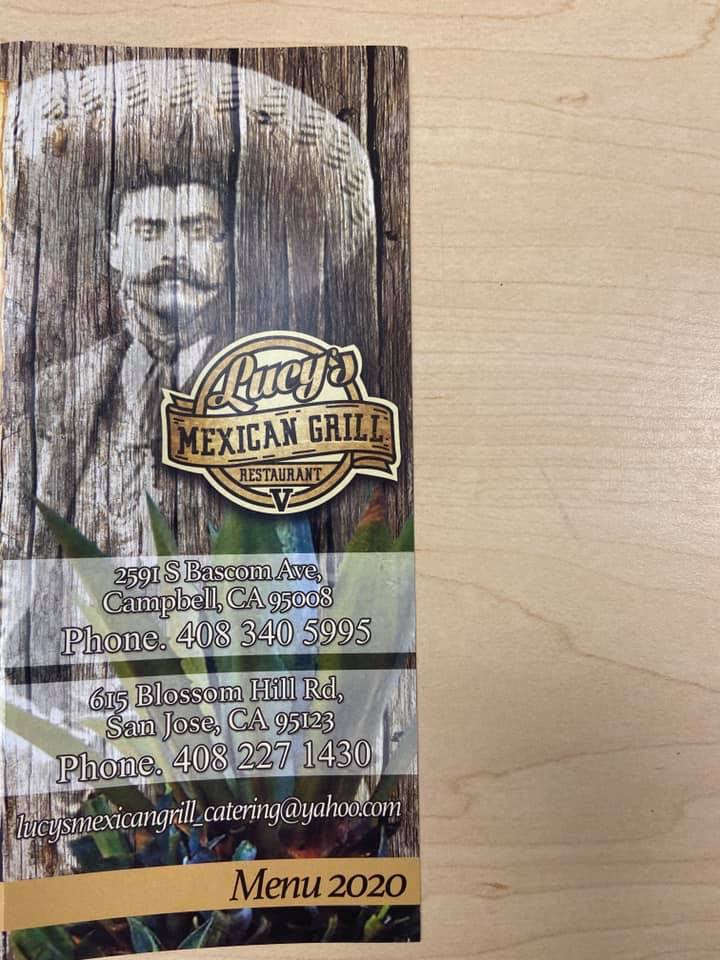 Lucy's
MEXICAN GRILL
RESTAURANT
V
2591 S Bascom Ave,
Campbell, CA 95008
Phone. 408 340 5995
615 Blossom Hill Rd,
San Jose, CA 95123
Phone. 408 227 1430
lucysmexicangrill_catering@yahoo.com
Menu 2020